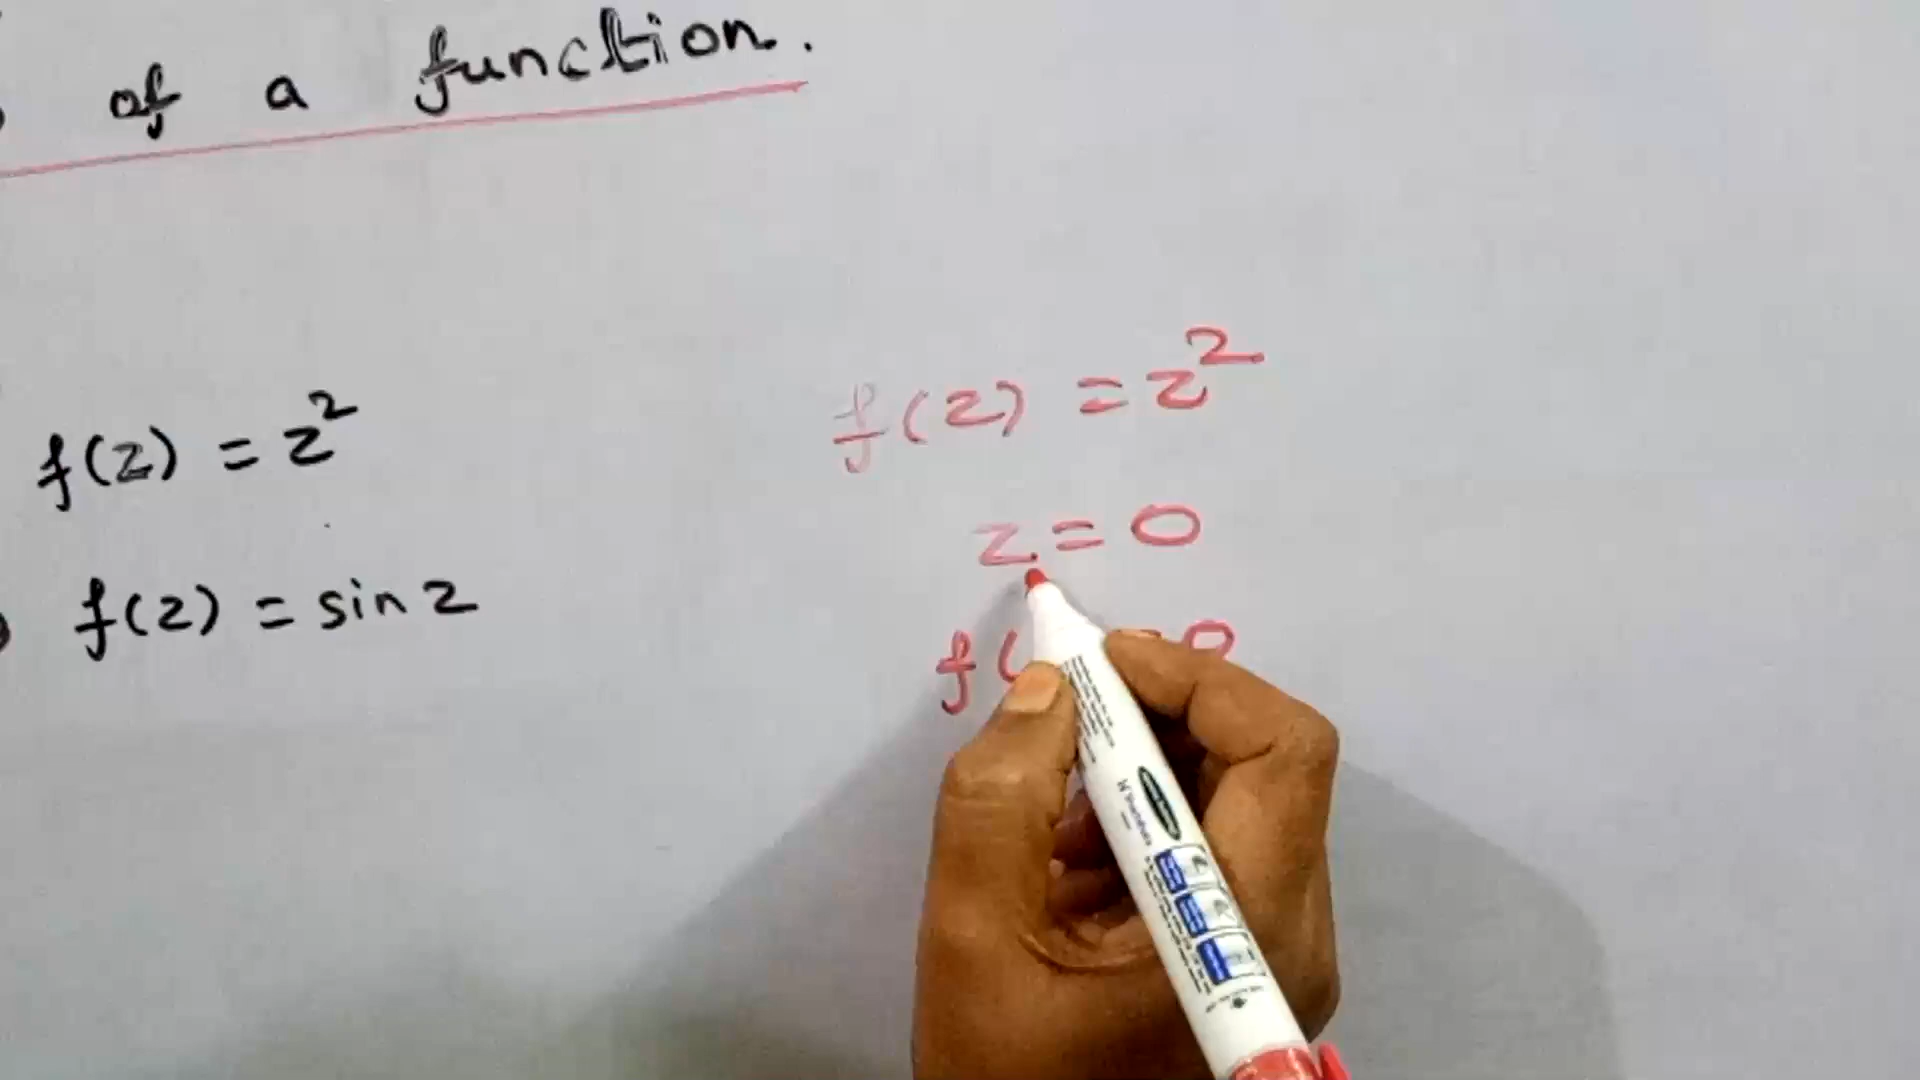 of a function.
f(z) = z²
f(z) = sin z
f(z) = z²
z = 0
f(